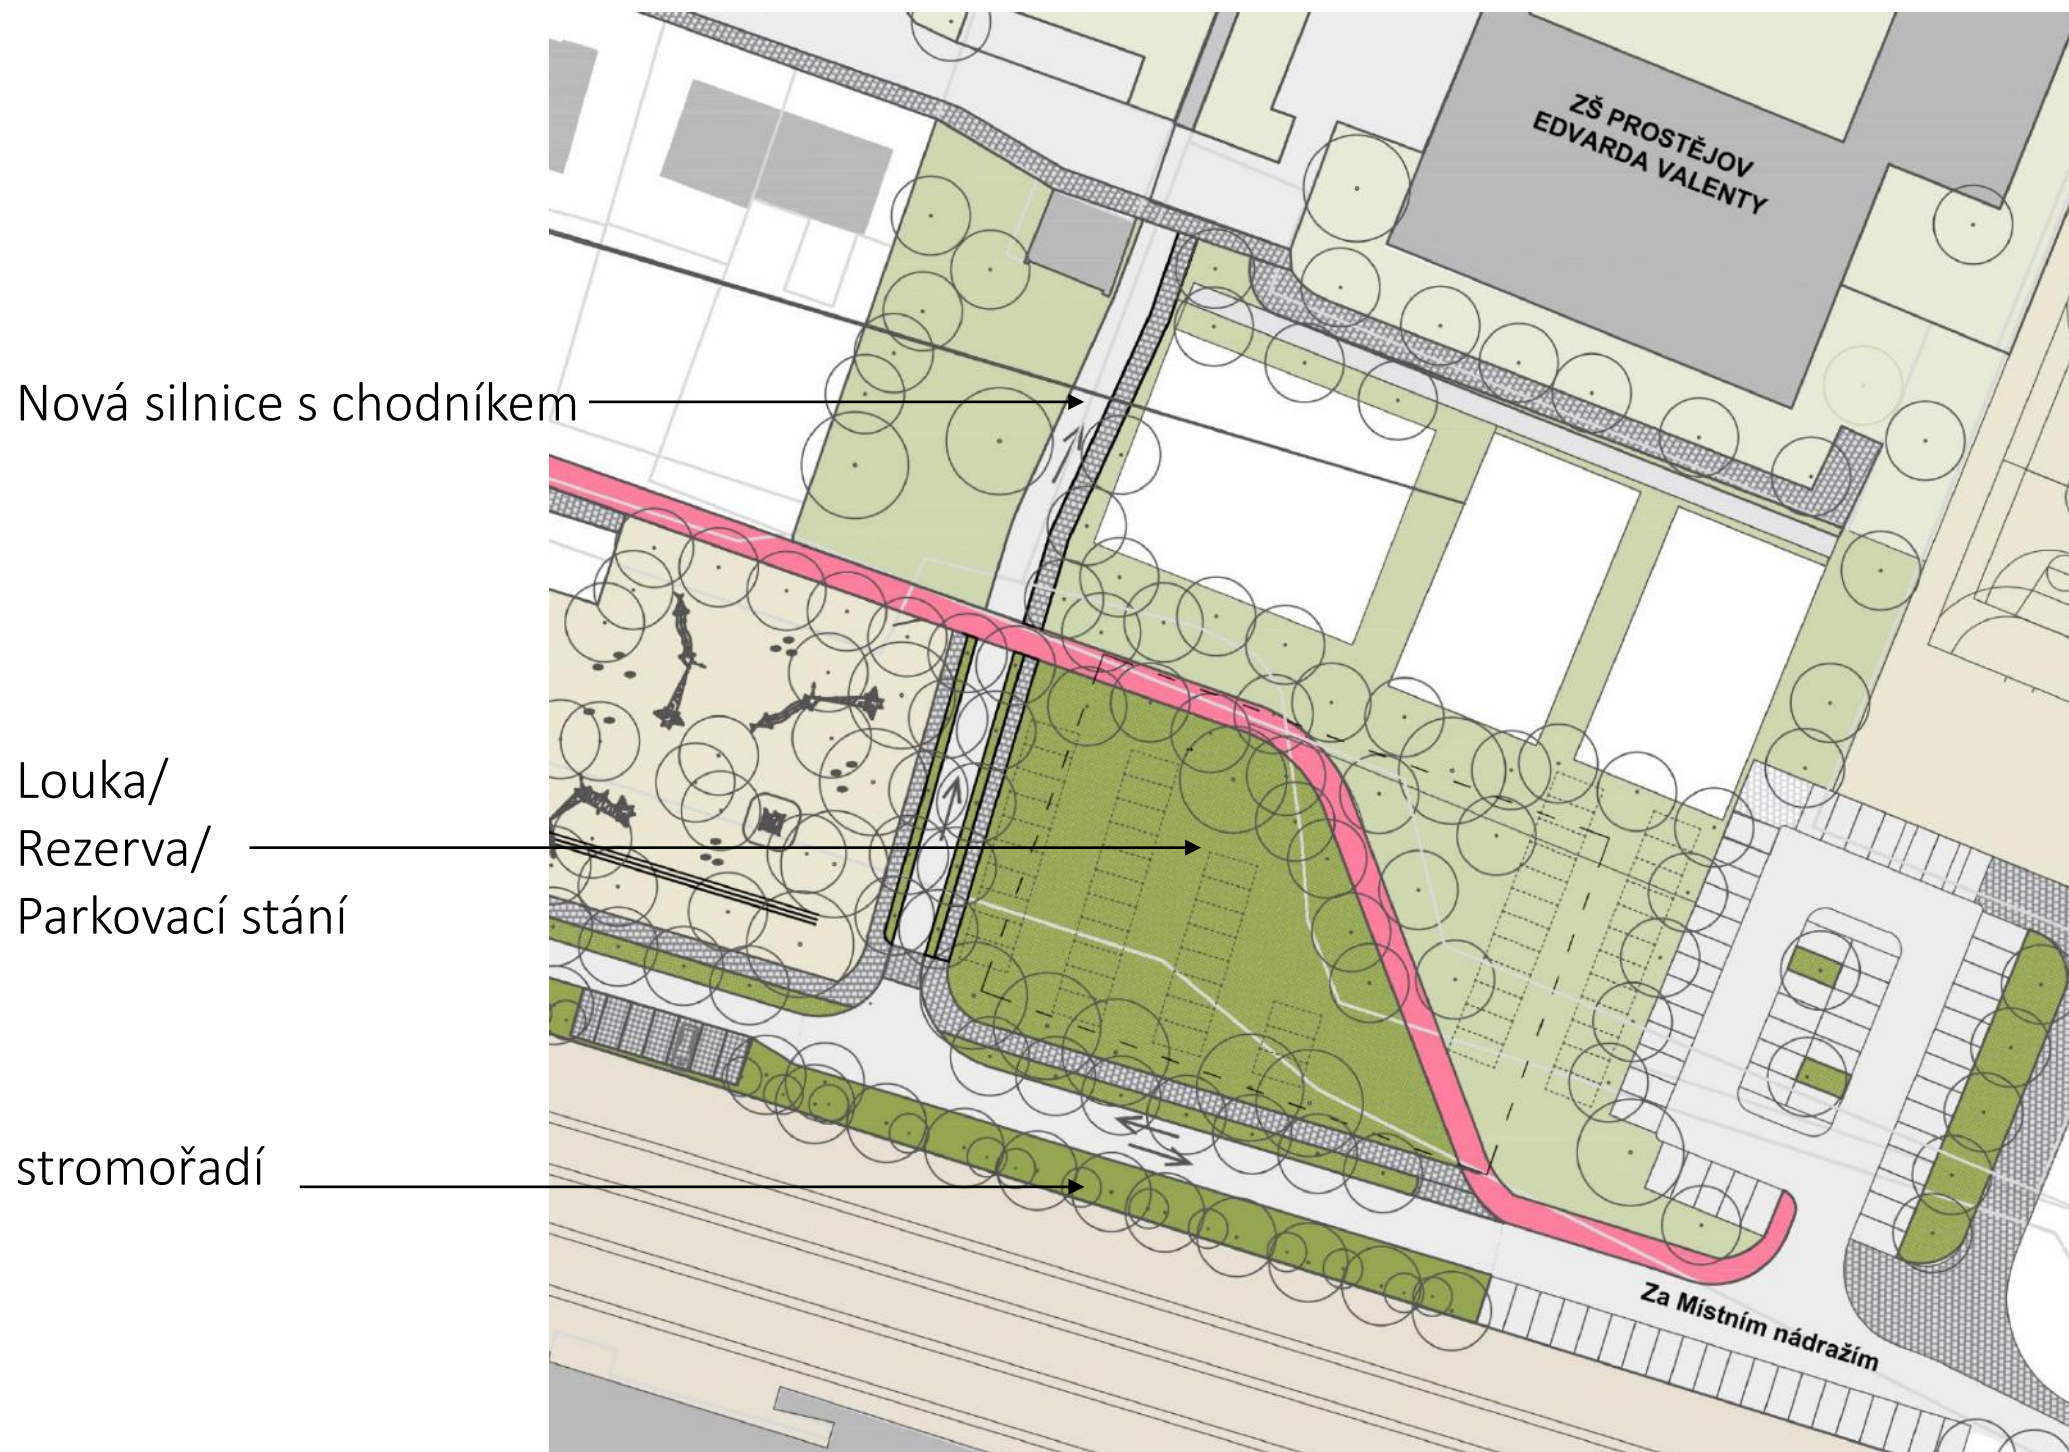 ZŠ PROSTĚJOV
EDVARDA VALENTY
Nová silnice s chodníkem
Louka/
Rezerva/
Parkovací stání
stromořadí
Za Místním nádražím